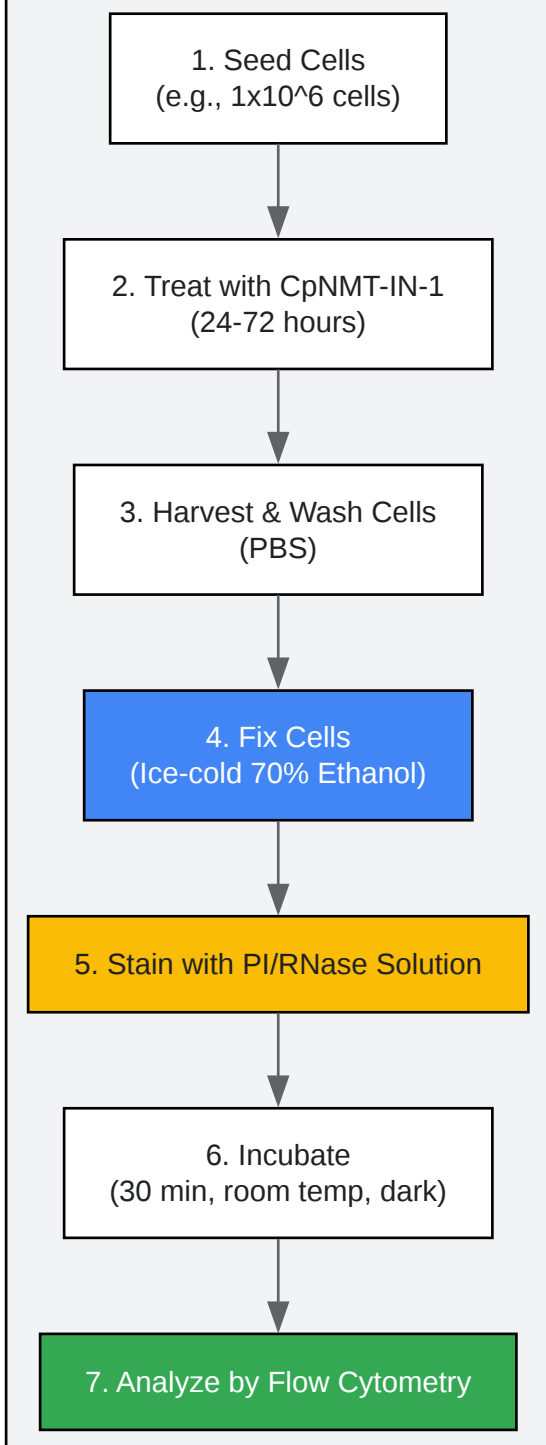 1. Seed Cells
(e.g., 1x10^6 cells)
2. Treat with CpNMT-IN-1
(24-72 hours)
3. Harvest & Wash Cells
(PBS)
4. Fix Cells
(Ice-cold 70% Ethanol)
5. Stain with PI/RNase Solution
6. Incubate
(30 min, room temp, dark)
7. Analyze by Flow Cytometry